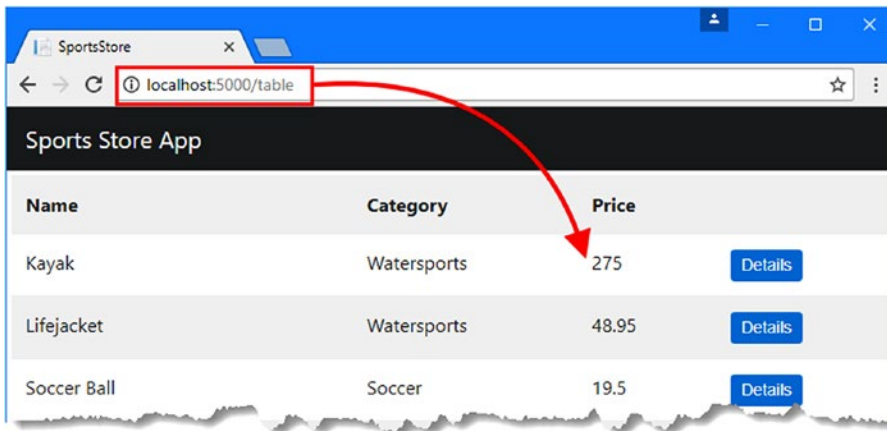 SportsStore
localhost:5000/table
Sports Store App
Name Category Price
Kayak Watersports 275 Details
Lifejacket Watersports 48.95 Details
Soccer Ball Soccer 19.5 Details